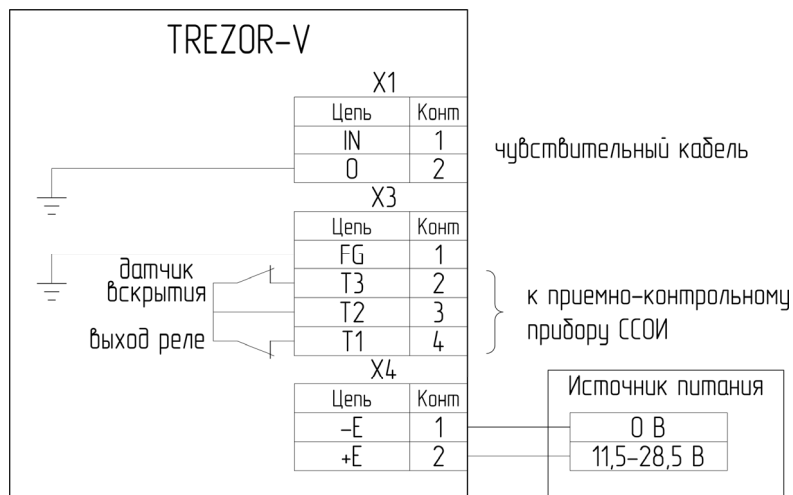 TREZOR-V
X1
Цепь Конт
IN 1
0 2
чувствительный кабель
X3
Цепь Конт
FG 1
T3 2
T2 3
T1 4
датчик
вскрытия
выход реле
к приемно-контрольному
прибору ССОИ
X4
Цепь Конт
-E 1
+E 2
Источник питания
0 В
11,5-28,5 В